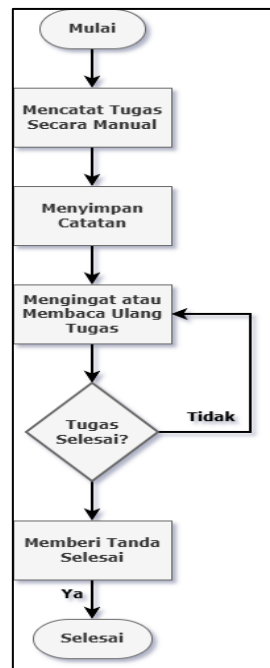 Mulai
Mencatat Tugas
Secara Manual
Menyimpan
Catatan
Mengingat atau
Membaca Ulang
Tugas
Tugas
Selesai?
Tidak
Memberi Tanda
Selesai
Ya
Selesai